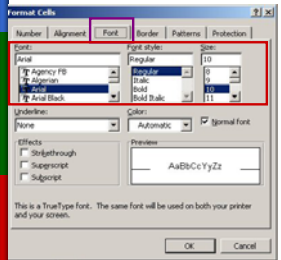 Format Cells
Number Alignment Font Border Patterns Protection
Font: Font style: Size:
Arial Regular 10
Agency FB Regular 8
Algerian Italic 9
Arial Bold 10
Arial Black Bold Italic 11
Underline: Color:
None Automatic Normal font
Effects Preview
Strikethrough
Superscript AaBbCcYyZz
Subscript
This is a TrueType font. The same font will be used on both your printer
and your screen.
OK Cancel